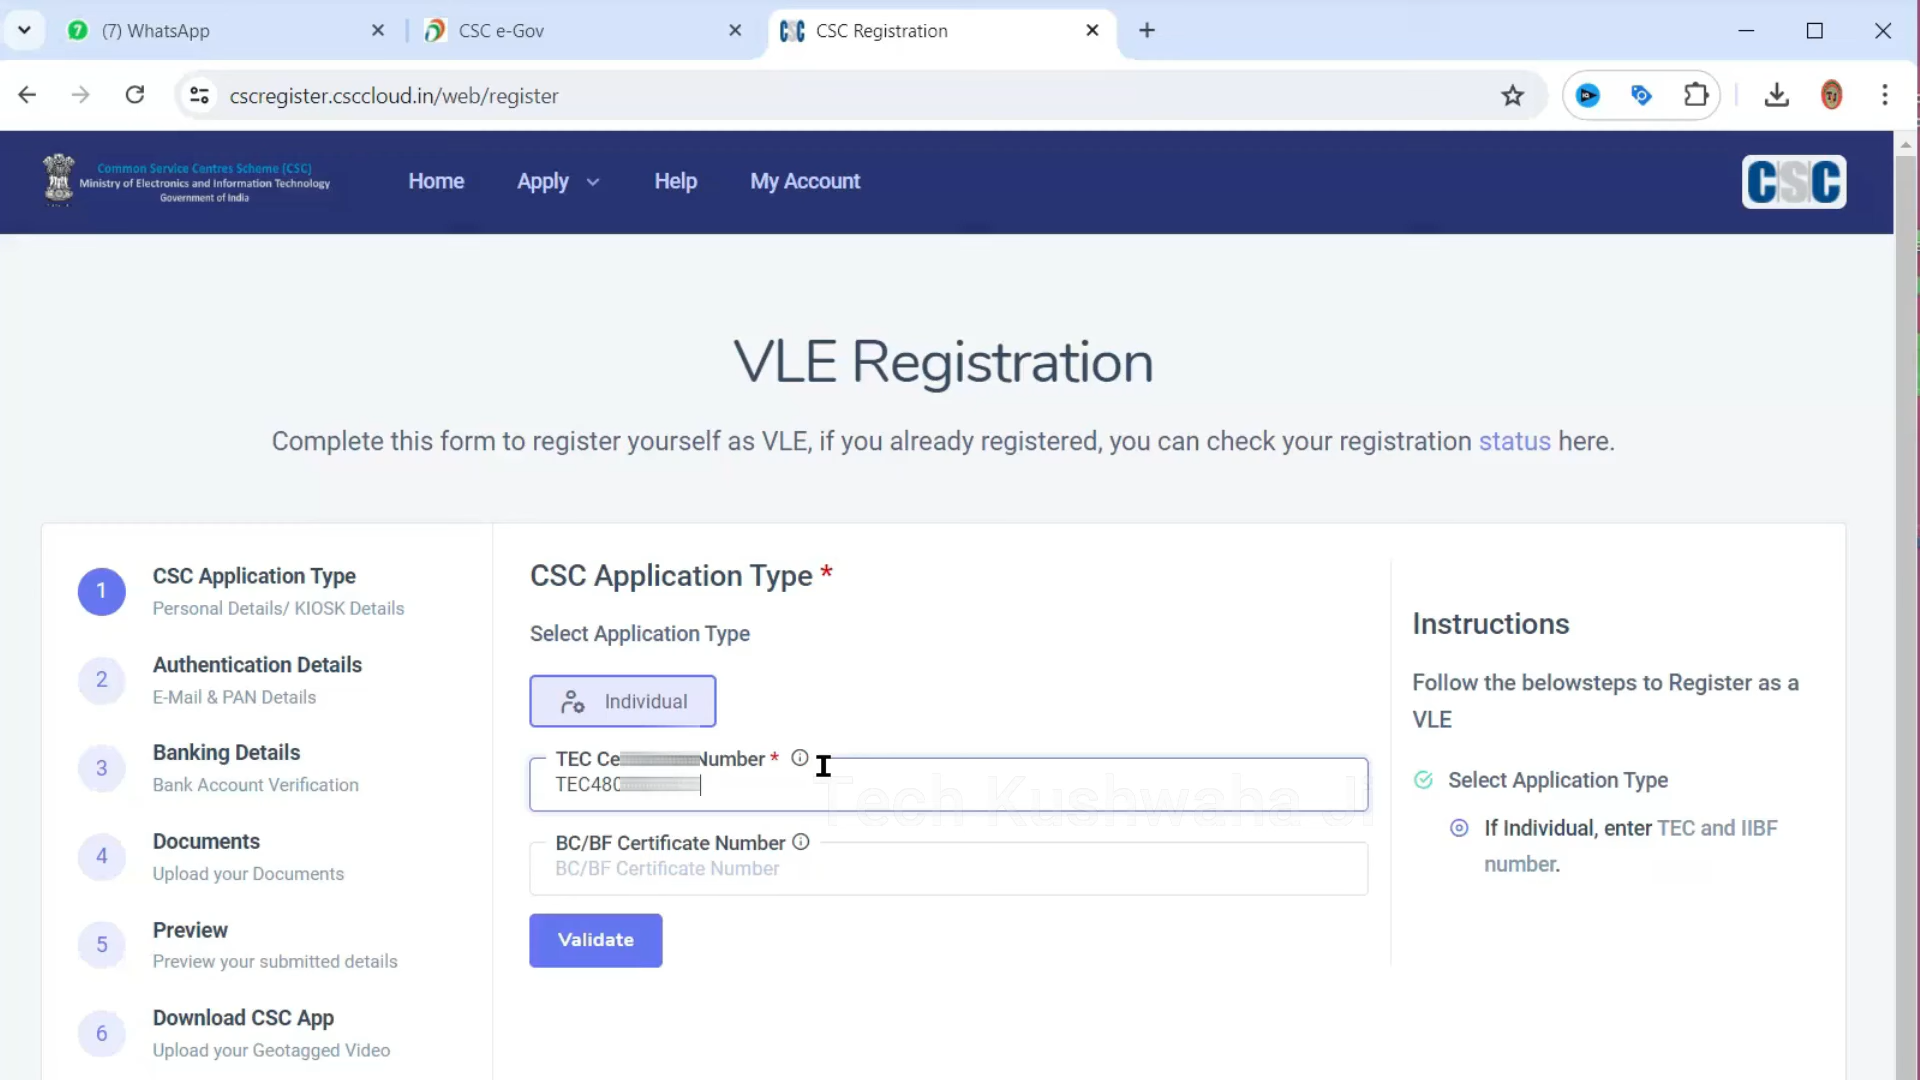 (7) WhatsApp
CSC e-Gov
CSC Registration
cscregister.csccloud.in/web/register
Common Service Centres Scheme (CSC)
Ministry of Electronics and Information Technology
Government of India
Home
Apply
Help
My Account
CSC
VLE Registration
Complete this form to register yourself as VLE, if you already registered, you can check your registration status here.
1
CSC Application Type
Personal Details/ KIOSK Details
2
Authentication Details
E-Mail & PAN Details
3
Banking Details
Bank Account Verification
4
Documents
Upload your Documents
5
Preview
Preview your submitted details
6
Download CSC App
Upload your Geotagged Video
CSC Application Type *
Select Application Type
Individual
TEC Number *
TEC480
Tech Kushwaha Ji
BC/BF Certificate Number
BC/BF Certificate Number
Validate
Instructions
Follow the belowsteps to Register as a
VLE
Select Application Type
If Individual, enter TEC and IIBF
number.